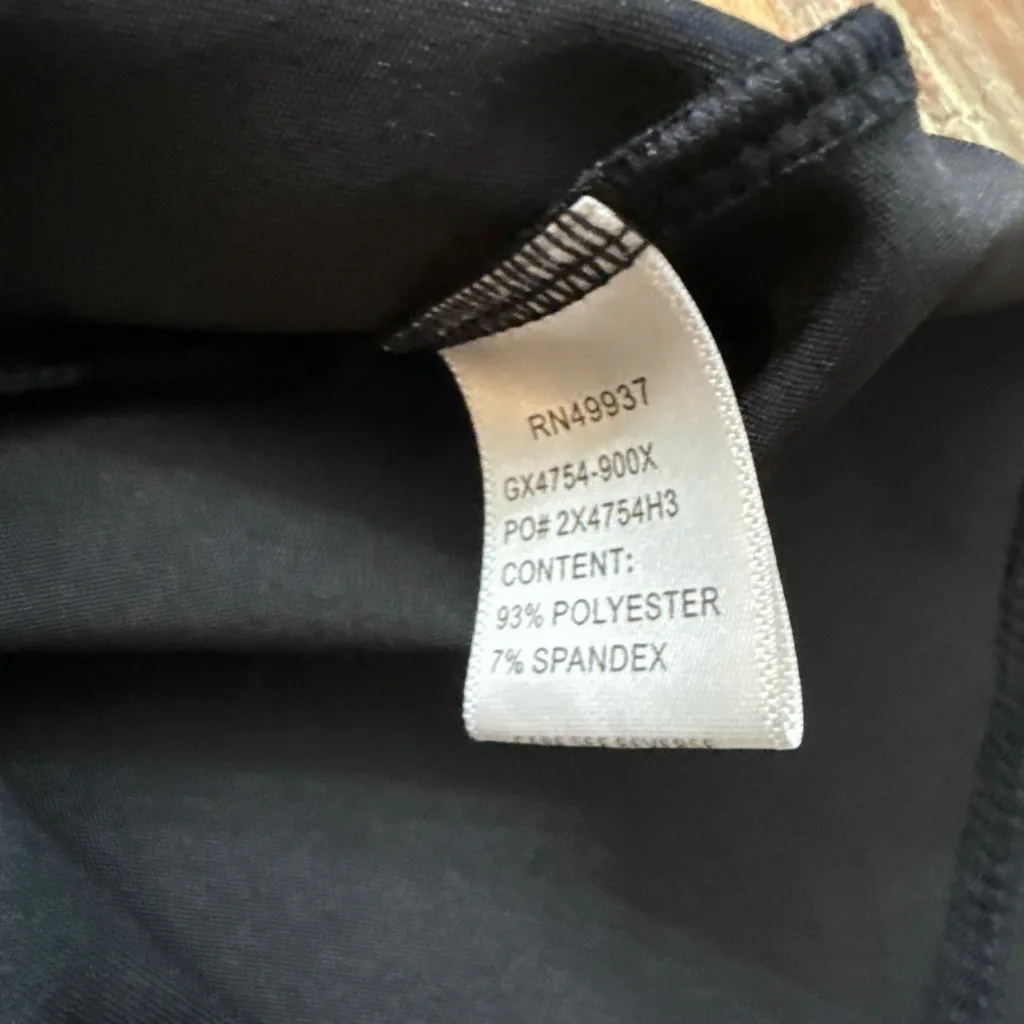 RN49937
GX4754-900X
PO# 2X4754H3
CONTENT:
93% POLYESTER
7% SPANDEX